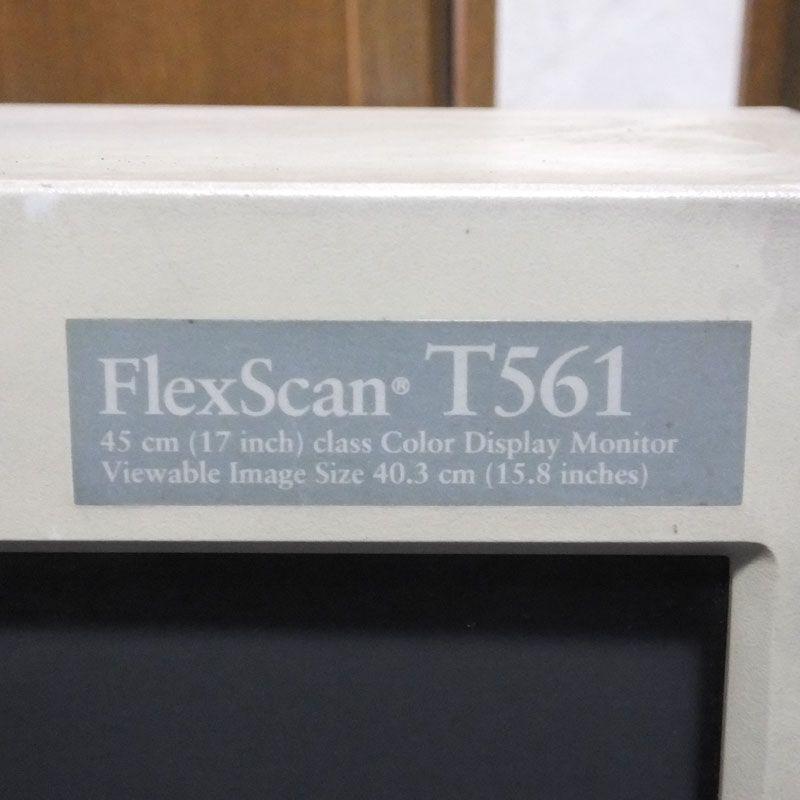 FlexScan® T561
45 cm (17 inch) class Color Display Monitor
Viewable Image Size 40.3 cm (15.8 inches)